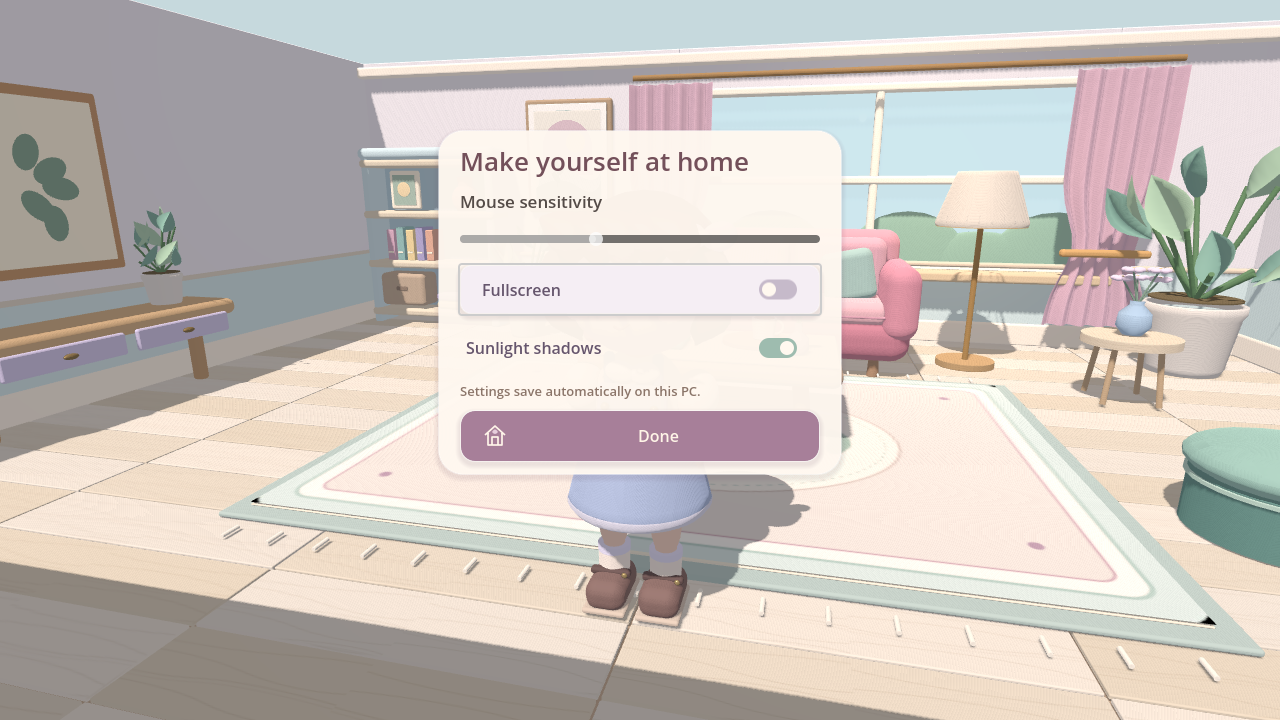 Make yourself at home
Mouse sensitivity
Fullscreen
Sunlight shadows
Settings save automatically on this PC.
Done